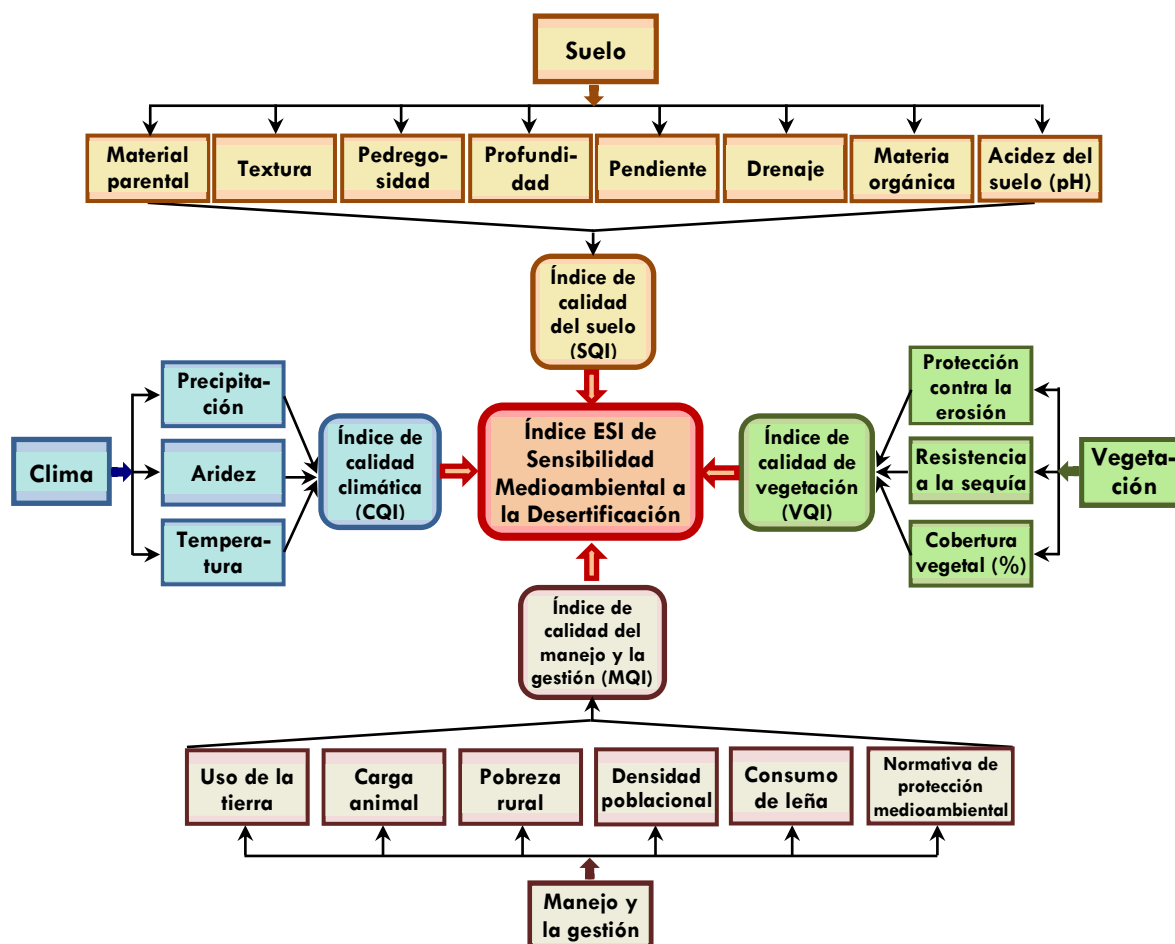 Suelo
Material
parental
Textura
Pedrego-
sidad
Profundi-
dad
Pendiente
Drenaje
Materia
orgánica
Acidez del
suelo (pH)
Índice de
calidad
del suelo
(SQI)
Clima
Precipita-
ción
Aridez
Tempera-
tura
Índice de
calidad
climática
(CQI)
Índice ESI de
Sensibilidad
Medioambiental a
la Desertificación
Índice de
calidad de
vegetación
(VQI)
Protección
contra la
erosión
Resistencia
a la sequía
Cobertura
vegetal (%)
Vegeta-
ción
Índice de
calidad del
manejo y la
gestión (MQI)
Uso de la
tierra
Carga
animal
Pobreza
rural
Densidad
poblacional
Consumo
de leña
Normativa de
protección
medioambiental
Manejo y
la gestión